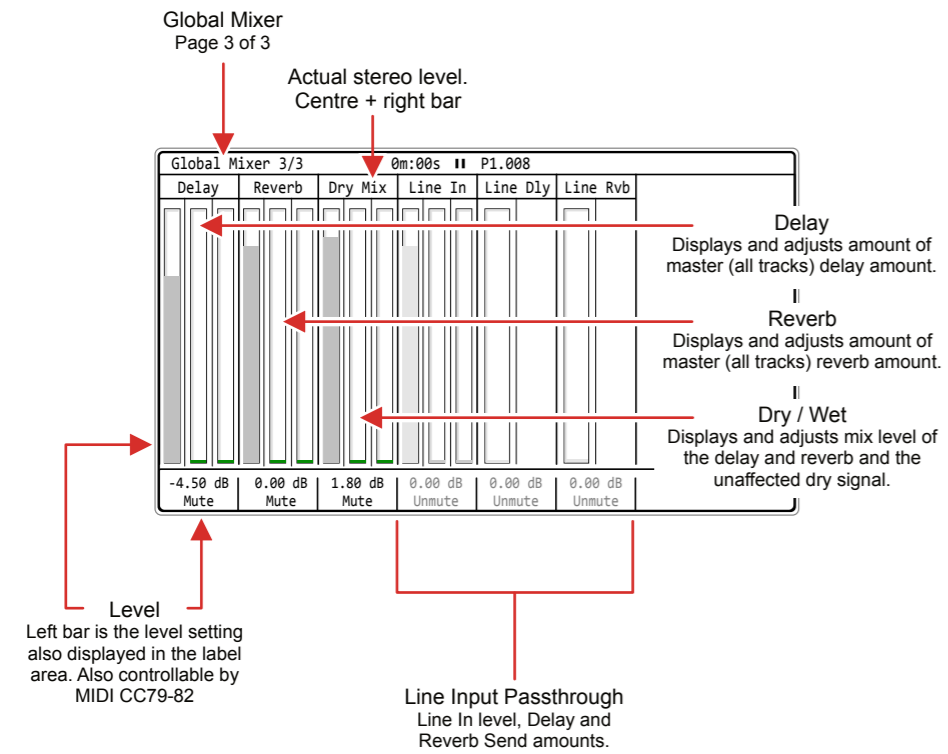 Global Mixer
Page 3 of 3
Actual stereo level.
Centre + right bar
Global Mixer 3/3 0m:00s II P1.008
Delay Reverb Dry Mix Line In Line Dly Line Rvb
Delay
Displays and adjusts amount of
master (all tracks) delay amount.
Reverb
Displays and adjusts amount of
master (all tracks) reverb amount.
Dry / Wet
Displays and adjusts mix level of
the delay and reverb and the
unaffected dry signal.
-4.50 dB 0.00 dB 1.80 dB 0.00 dB 0.00 dB 0.00 dB
Mute Mute Mute Unmute Unmute Unmute
Level
Left bar is the level setting
also displayed in the label
area. Also controllable by
MIDI CC79-82
Line Input Passthrough
Line In level, Delay and
Reverb Send amounts.